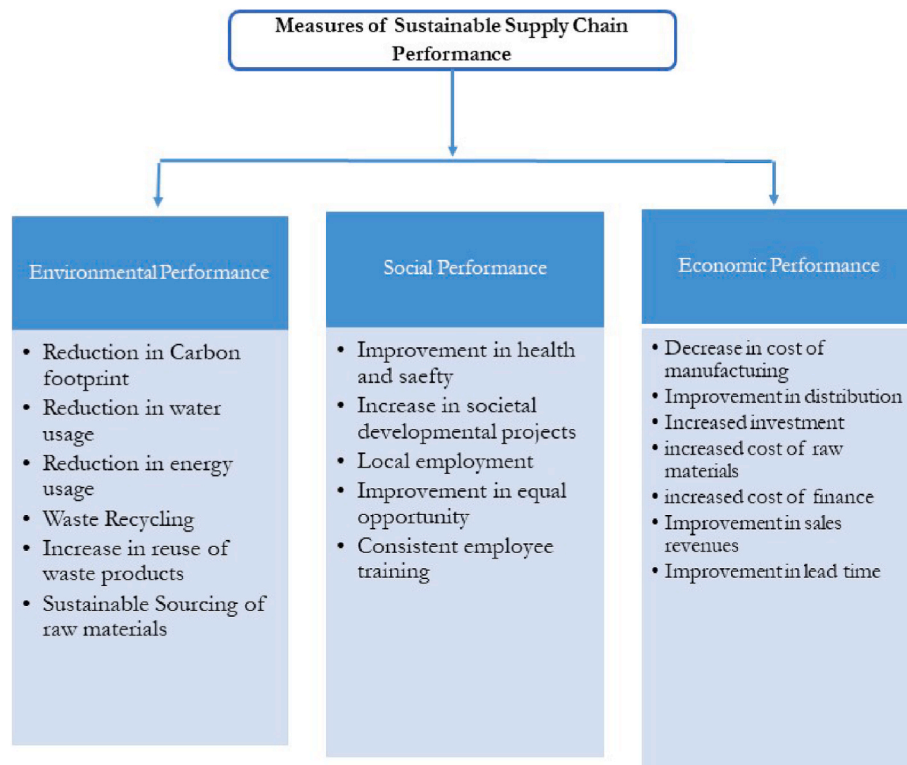 Measures of Sustainable Supply Chain
Performance
Environmental Performance
• Reduction in Carbon
footprint
• Reduction in water
usage
• Reduction in energy
usage
• Waste Recycling
• Increase in reuse of
waste products
• Sustainable Sourcing of
raw materials
Social Performance
• Improvement in health
and saefty
• Increase in societal
developmental projects
• Local employment
• Improvement in equal
opportunity
• Consistent employee
training
Economic Performance
• Decrease in cost of
manufacturing
• Improvement in distribution
• Increased investment
• increased cost of raw
materials
• increased cost of finance
• Improvement in sales
revenues
• Improvement in lead time